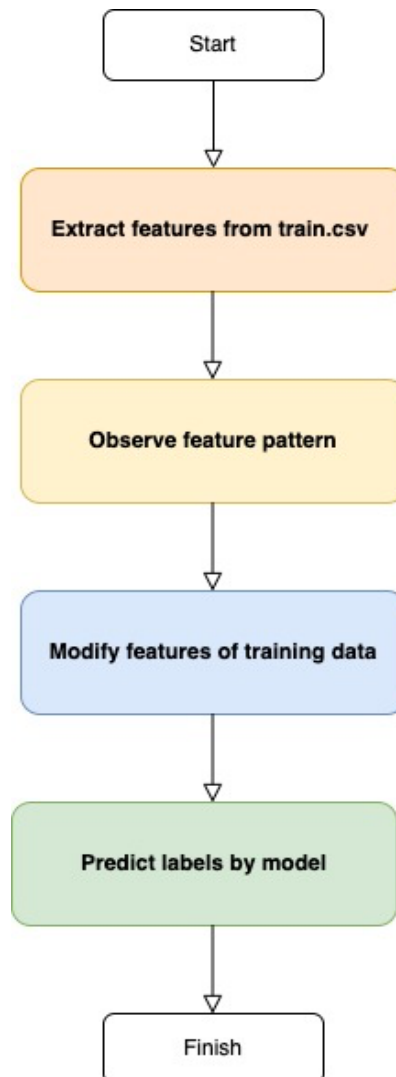 Start
Extract features from train.csv
Observe feature pattern
Modify features of training data
Predict labels by model
Finish